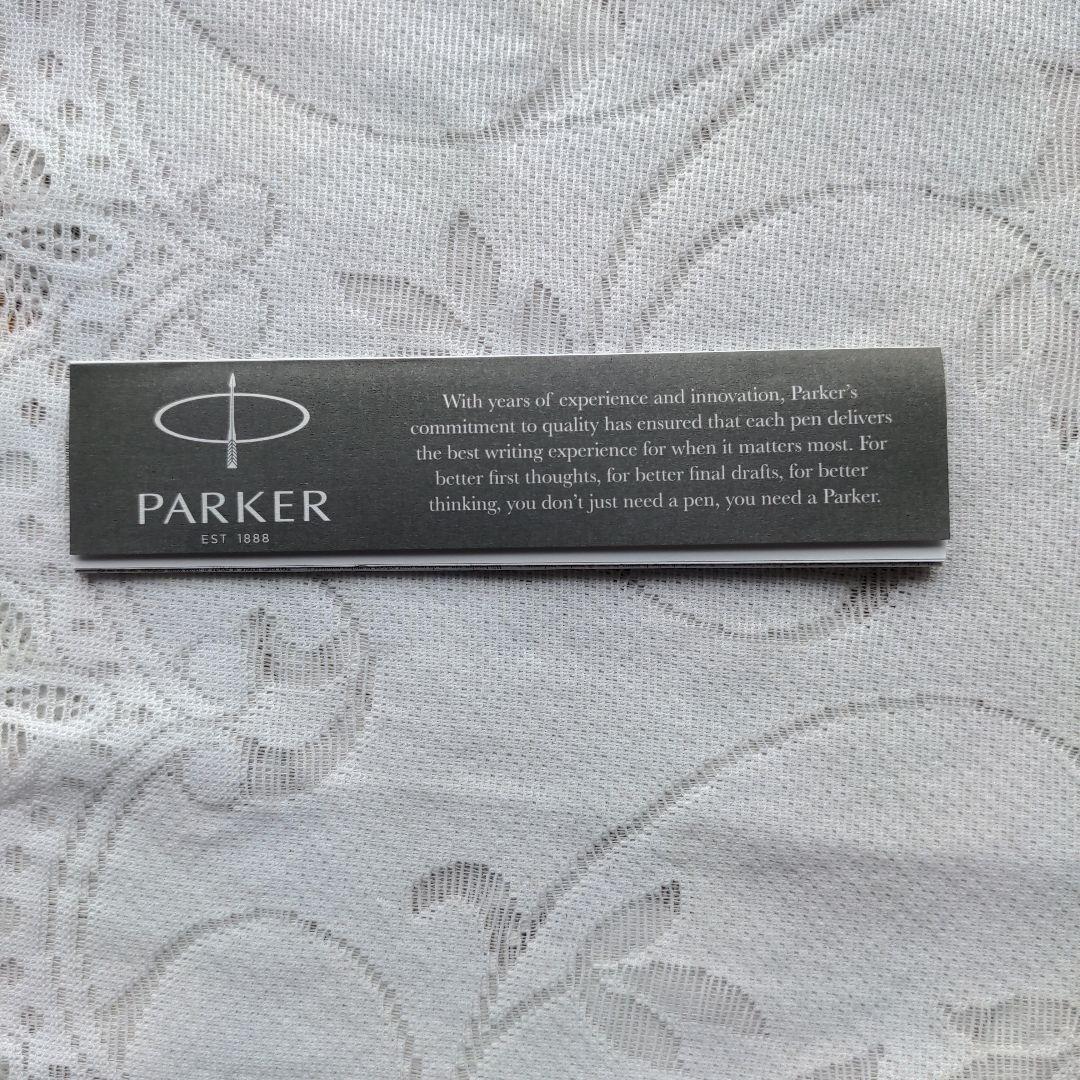 PARKER
EST 1888
With years of experience and innovation, Parker's
commitment to quality has ensured that each pen delivers
the best writing experience for when it matters most. For
better first thoughts, for better final drafts, for better
thinking, you don't just need a pen, you need a Parker.